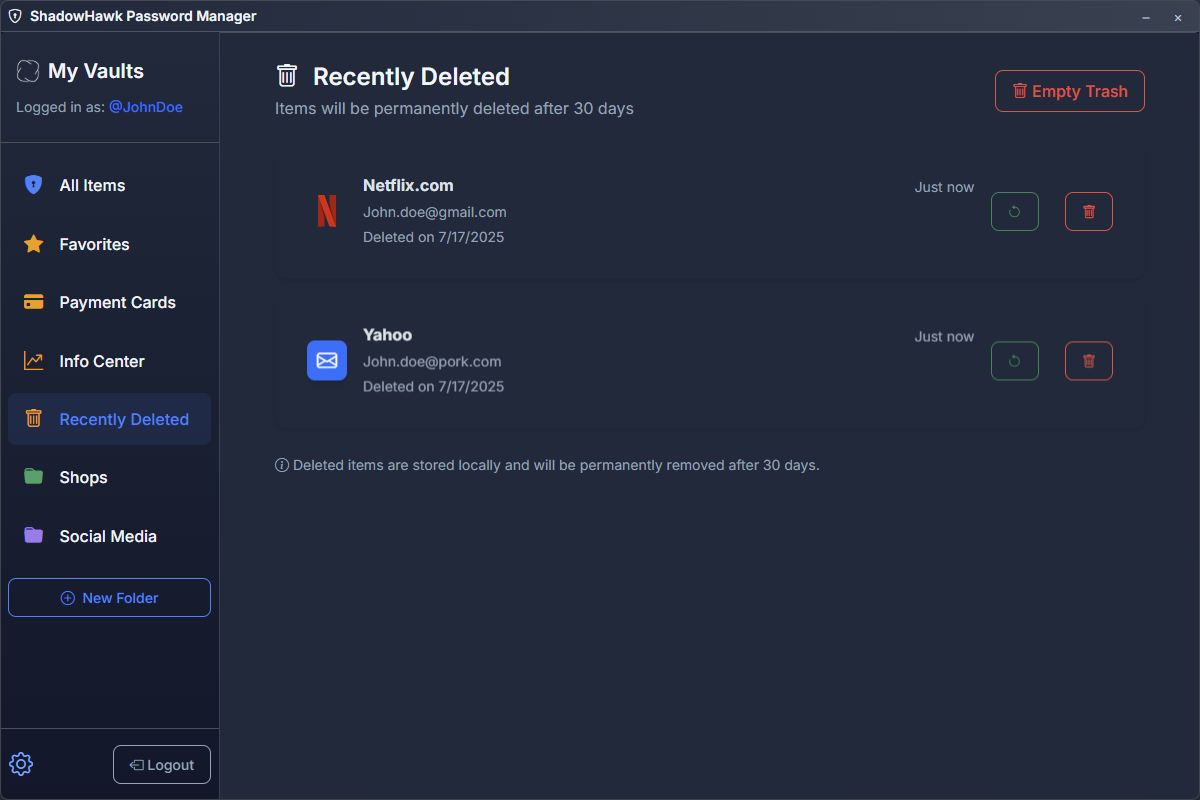 ShadowHawk Password Manager
My Vaults
Logged in as: @JohnDoe
All Items
Favorites
Payment Cards
Info Center
Recently Deleted
Shops
Social Media
New Folder
Logout
Recently Deleted
Items will be permanently deleted after 30 days
Empty Trash
Netflix.com
John.doe@gmail.com
Deleted on 7/17/2025
Just now
Yahoo
John.doe@pork.com
Deleted on 7/17/2025
Just now
Deleted items are stored locally and will be permanently removed after 30 days.